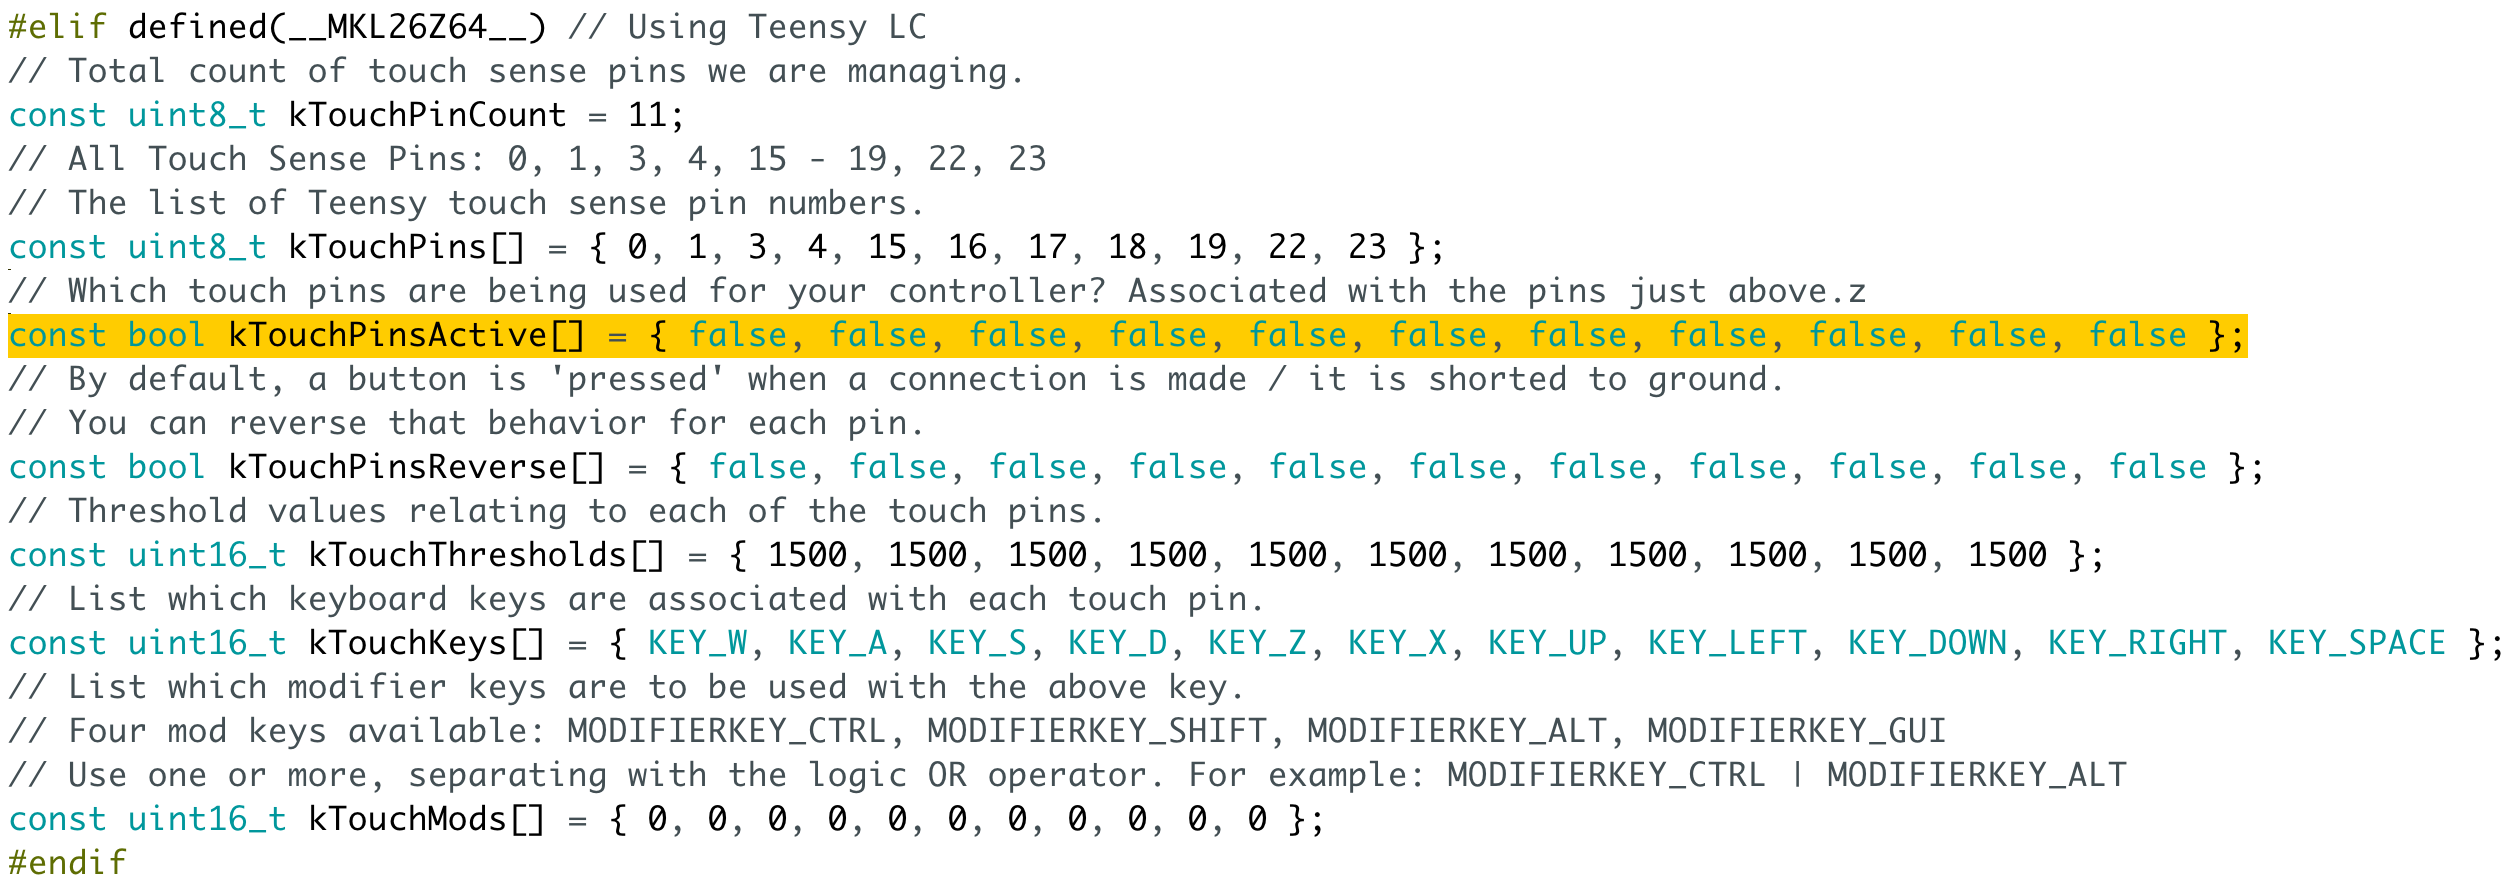 #elif defined(__MKL26Z64__) // Using Teensy LC
// Total count of touch sense pins we are managing.
const uint8_t kTouchPinCount = 11;
// All Touch Sense Pins: 0, 1, 3, 4, 15 - 19, 22, 23
// The list of Teensy touch sense pin numbers.
const uint8_t kTouchPins[] = { 0, 1, 3, 4, 15, 16, 17, 18, 19, 22, 23 };
// Which touch pins are being used for your controller? Associated with the pins just above.z
const bool kTouchPinsActive[] = { false, false, false, false, false, false, false, false, false, false, false };
// By default, a button is 'pressed' when a connection is made / it is shorted to ground.
// You can reverse that behavior for each pin.
const bool kTouchPinsReverse[] = { false, false, false, false, false, false, false, false, false, false, false };
// Threshold values relating to each of the touch pins.
const uint16_t kTouchThresholds[] = { 1500, 1500, 1500, 1500, 1500, 1500, 1500, 1500, 1500, 1500, 1500 };
// List which keyboard keys are associated with each touch pin.
const uint16_t kTouchKeys[] = { KEY_W, KEY_A, KEY_S, KEY_D, KEY_Z, KEY_X, KEY_UP, KEY_LEFT, KEY_DOWN, KEY_RIGHT, KEY_SPACE };
// List which modifier keys are to be used with the above key.
// Four mod keys available: MODIFIERKEY_CTRL, MODIFIERKEY_SHIFT, MODIFIERKEY_ALT, MODIFIERKEY_GUI
// Use one or more, separating with the logic OR operator. For example: MODIFIERKEY_CTRL | MODIFIERKEY_ALT
const uint16_t kTouchMods[] = { 0, 0, 0, 0, 0, 0, 0, 0, 0, 0, 0 };
#endif